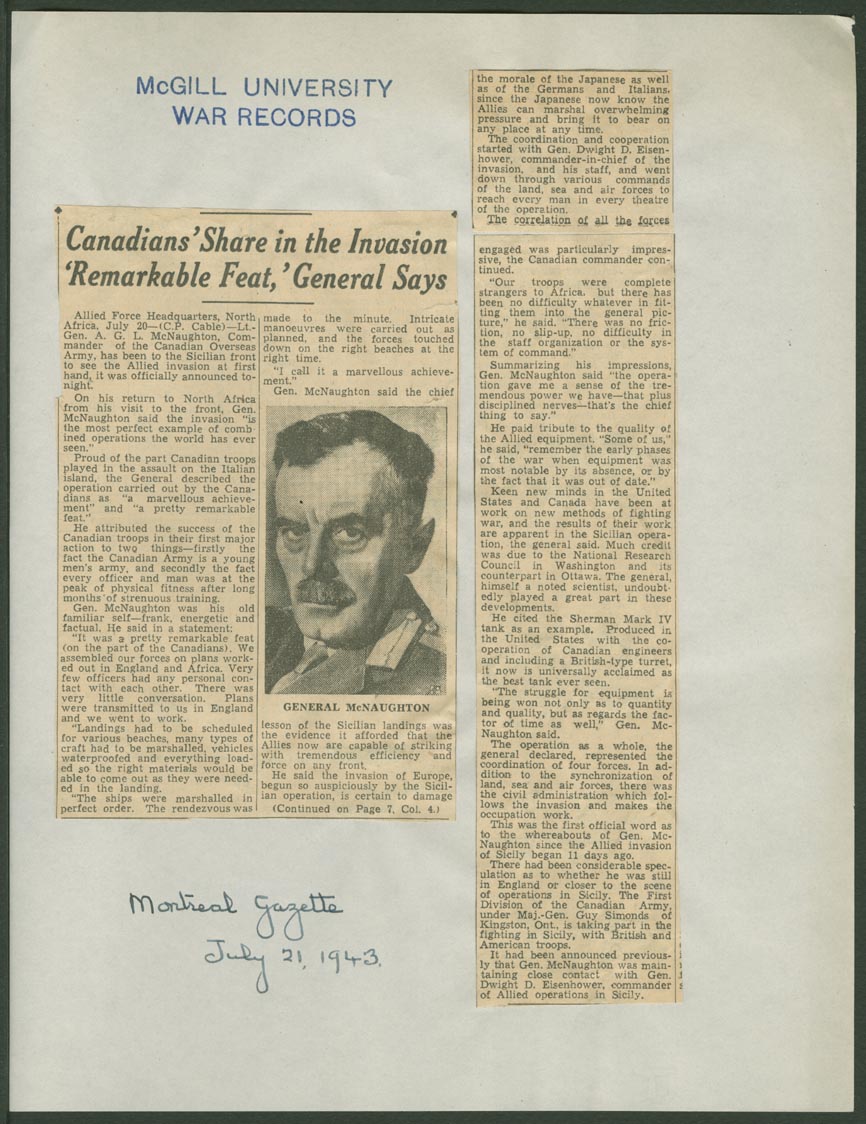 McGILL UNIVERSITY
WAR RECORDS
Canadians' Share in the Invasion
'Remarkable Feat,' General Says
Allied Force Headquarters, North
Africa, July 20—(C.P. Cable)—Lt.-
Gen. A. G. L. McNaughton, Com-
mander of the Canadian Overseas
Army, has been to the Sicilian front
to see the Allied invasion at first
hand, it was officially announced to-
night.
On his return to North Africa
from his visit to the front, Gen.
McNaughton said the invasion "is
the most perfect example of comb-
ined operations the world has ever
seen."
Proud of the part Canadian troops
played in the assault on the Italian
island, the General described the
operation carried out by the Cana-
dians as "a marvellous achieve-
ment" and "a pretty remarkable
feat."
He attributed the success of the
Canadian troops in their first major
action to two things—firstly the
fact the Canadian Army is a young
men's army, and secondly the fact
every officer and man was at the
peak of physical fitness after long
months of strenuous training.
Gen. McNaughton was his old
familiar self—frank, energetic and
factual. He said in a statement:
"It was a pretty remarkable feat
(on the part of the Canadians). We
assembled our forces on plans work-
ed out in England and Africa. Very
few officers had any personal con-
tact with each other. There was
very little conversation. Plans
were transmitted to us in England
and we went to work.
"Landings had to be scheduled
for various beaches, many types of
craft had to be marshalled, vehicles
waterproofed and everything load-
ed so the right materials would be
able to come out as they were need-
ed in the landing.
"The ships were marshalled in
perfect order. The rendezvous was
made to the minute. Intricate
manoeuvres were carried out as
planned, and the forces touched
down on the right beaches at the
right time.
"I call it a marvellous achieve-
ment."
Gen. McNaughton said the chief
GENERAL McNAUGHTON
lesson of the Sicilian landings was
the evidence it afforded that the
Allies now are capable of striking
with tremendous efficiency and
force on any front.
He said the invasion of Europe,
begun so auspiciously by the Sicil-
ian operation, is certain to damage
(Continued on Page 7, Col. 4.)
the morale of the Japanese as well
as of the Germans and Italians,
since the Japanese now know the
Allies can marshal overwhelming
pressure and bring it to bear on
any place at any time.
The coordination and cooperation
started with Gen. Dwight D. Eisen-
hower, commander-in-chief of the
invasion, and his staff, and went
down through various commands
of the land, sea and air forces to
reach every man in every theatre
of the operation.
The correlation of all the forces
engaged was particularly impres-
sive, the Canadian commander con-
tinued.
"Our troops were complete
strangers to Africa, but there has
been no difficulty whatever in fit-
ting them into the general pic-
ture," he said. "There was no fric-
tion, no slip-up, no difficulty in
the staff organization or the sys-
tem of command."
Summarizing his impressions,
Gen. McNaughton said "the opera-
tion gave me a sense of the tre-
mendous power we have—that plus
disciplined nerves—that's the chief
thing to say."
He paid tribute to the quality of
the Allied equipment. "Some of us,"
he said, "remember the early phases
of the war when equipment was
most notable by its absence, or by
the fact that it was out of date."
Keen new minds in the United
States and Canada have been at
work on new methods of fighting
war, and the results of their work
are apparent in the Sicilian opera-
tion, the general said. Much credit
was due to the National Research
Council in Washington and its
counterpart in Ottawa. The general,
himself a noted scientist, undoubt-
edly played a great part in these
developments.
He cited the Sherman Mark IV
tank as an example. Produced in
the United States with the co-
operation of Canadian engineers
and including a British-type turret,
it now is universally acclaimed as
the best tank ever seen.
"The struggle for equipment is
being won not only as to quantity
and quality, but as regards the fac-
tor of time as well," Gen. Mc-
Naughton said.
The operation as a whole, the
general declared, represented the
coordination of four forces. In ad-
dition to the synchronization of
land, sea and air forces, there was
the civil administration which fol-
lows the invasion and makes the
occupation work.
This was the first official word as
to the whereabouts of Gen. Mc-
Naughton since the Allied invasion
of Sicily began 11 days ago.
There had been considerable spec-
ulation as to whether he was still
in England or closer to the scene
of operations in Sicily. The First
Division of the Canadian Army,
under Maj.-Gen. Guy Simonds of
Kingston, Ont., is taking part in the
fighting in Sicily, with British and
American troops.
It had been announced previous-
ly that Gen. McNaughton was main-
taining close contact with Gen.
Dwight D. Eisenhower, commander
of Allied operations in Sicily.
Montreal Gazette
July 21, 1943.